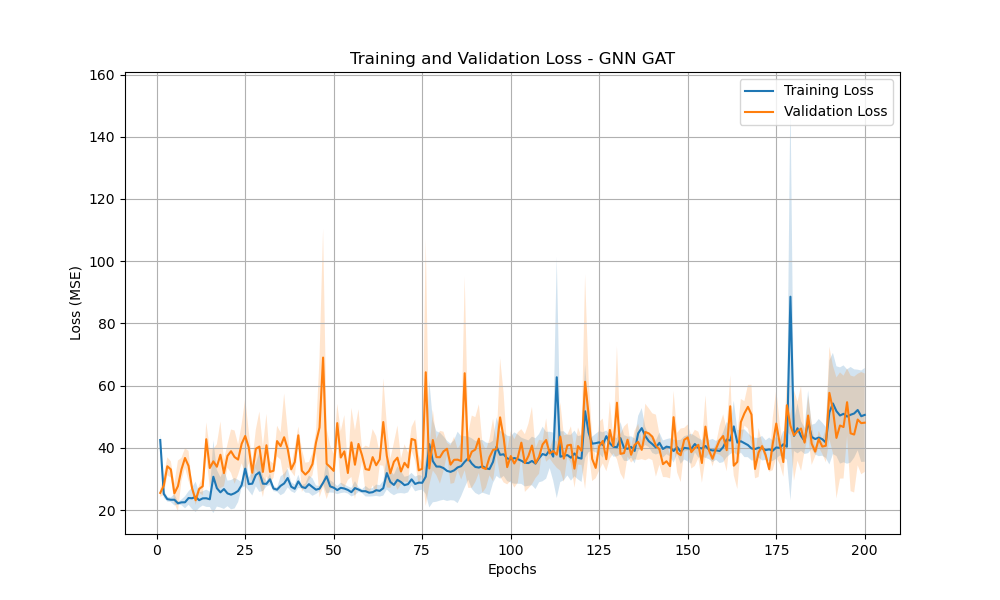 Training and Validation Loss - GNN GAT
Training Loss
Validation Loss
Loss (MSE)
160
140
120
100
80
60
40
20
0 25 50 75 100 125 150 175 200
Epochs